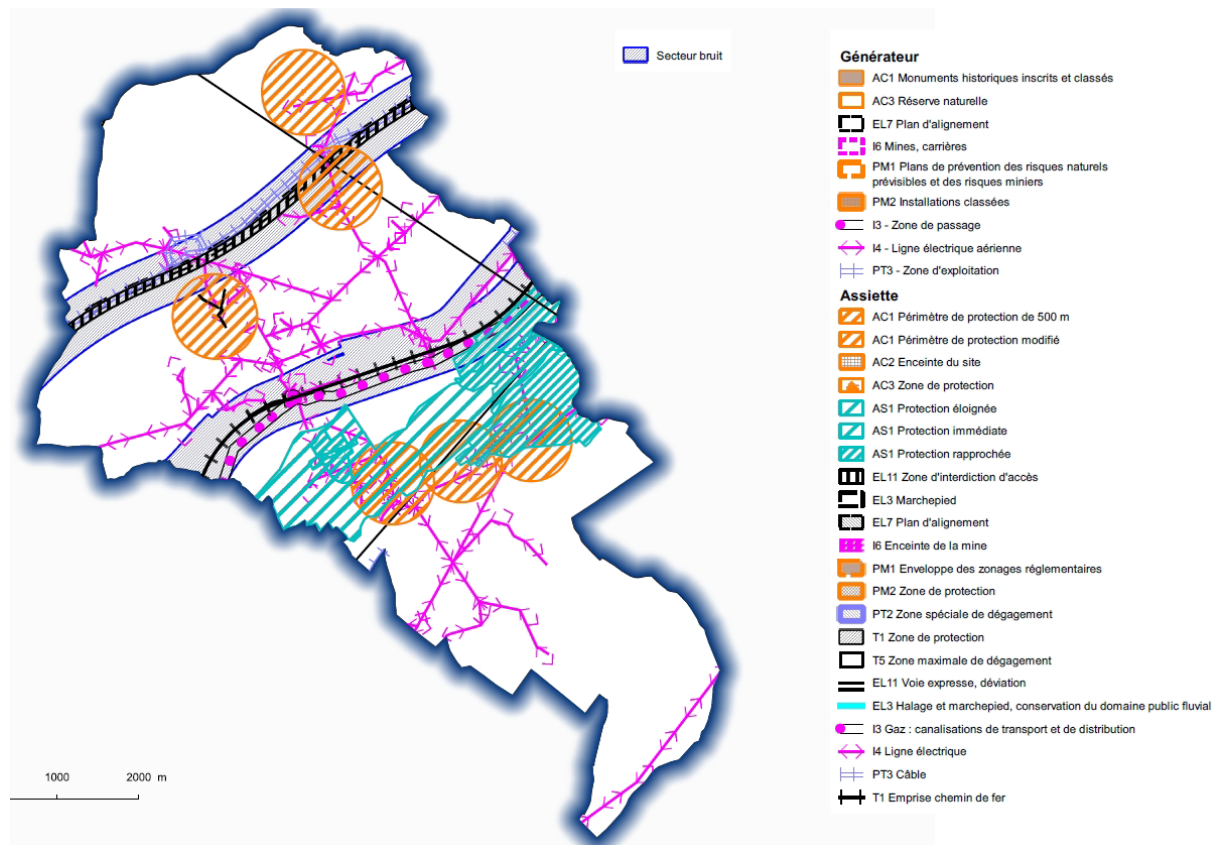 Secteur bruit
Générateur
AC1 Monuments historiques inscrits et classés
AC3 Réserve naturelle
EL7 Plan d'alignement
I6 Mines, carrières
PM1 Plans de prévention des risques naturels
prévisibles et des risques miniers
PM2 Installations classées
I3 - Zone de passage
I4 - Ligne électrique aérienne
PT3 - Zone d'exploitation
Assiette
AC1 Périmètre de protection de 500 m
AC1 Périmètre de protection modifié
AC2 Enceinte du site
AC3 Zone de protection
AS1 Protection éloignée
AS1 Protection immédiate
AS1 Protection rapprochée
EL11 Zone d'interdiction d'accès
EL3 Marchepied
EL7 Plan d'alignement
I6 Enceinte de la mine
PM1 Enveloppe des zonages réglementaires
PM2 Zone de protection
PT2 Zone spéciale de dégagement
T1 Zone de protection
T5 Zone maximale de dégagement
EL11 Voie expresse, déviation
EL3 Halage et marchepied, conservation du domaine public fluvial
I3 Gaz : canalisations de transport et de distribution
I4 Ligne électrique
PT3 Câble
T1 Emprise chemin de fer
1000 2000 m